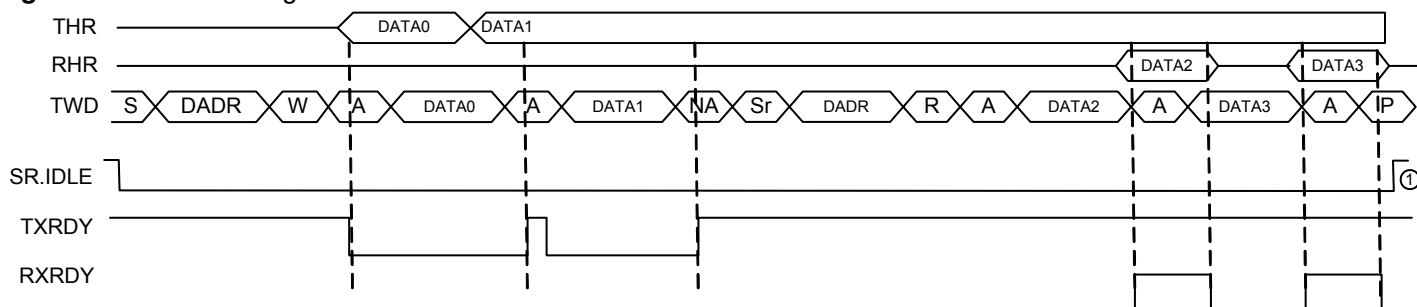 THR DATA0 DATA1
RHR DATA2 DATA3
TWD S DADR W A DATA0 A DATA1 NA Sr DADR R A DATA2 A DATA3 A P
SR.IDLE ①
TXRDY
RXRDY